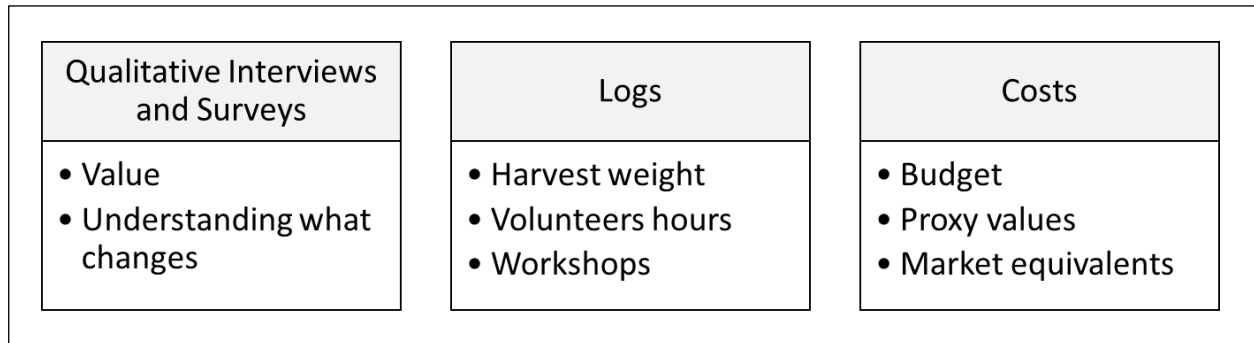 Qualitative Interviews
and Surveys
• Value
• Understanding what
changes
Logs
• Harvest weight
• Volunteers hours
• Workshops
Costs
• Budget
• Proxy values
• Market equivalents